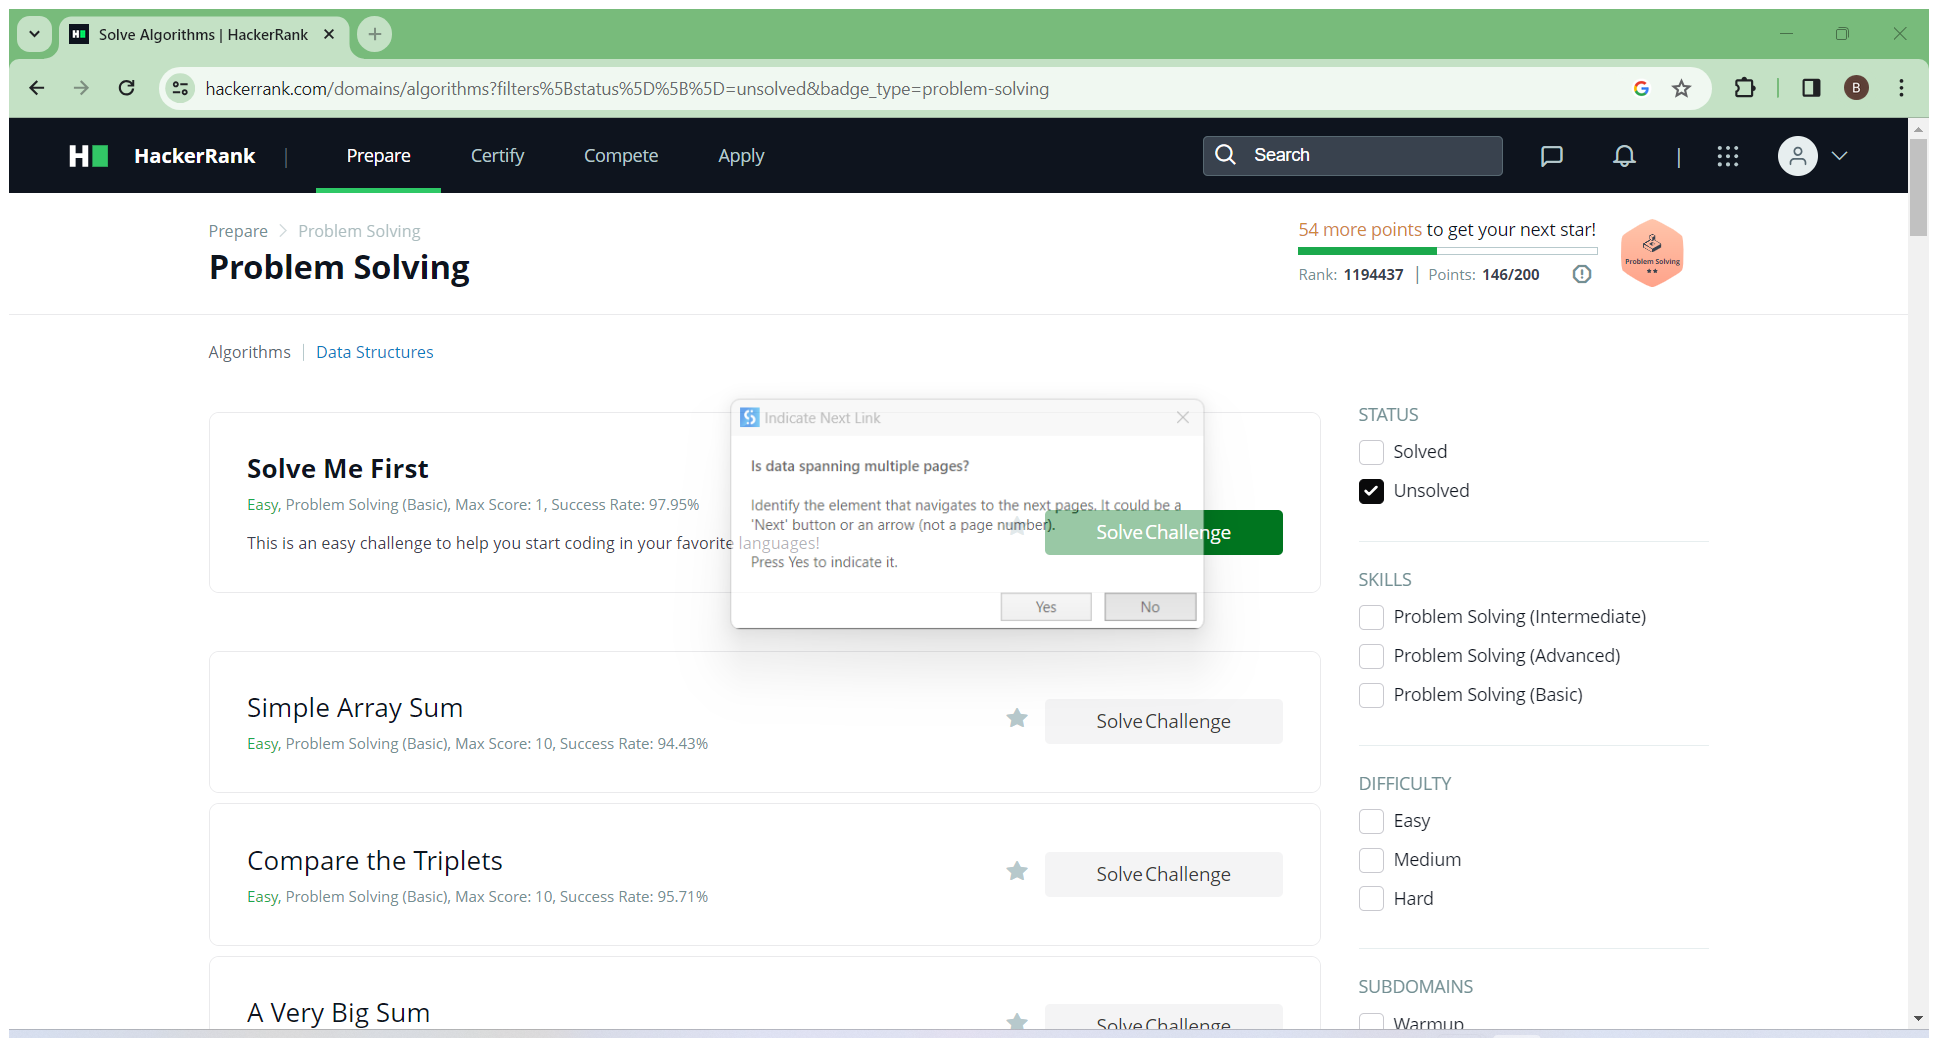 Solve Algorithms | HackerRank
hackerrank.com/domains/algorithms?filters%5Bstatus%5D%5B%5D=unsolved&badge_type=problem-solving
B
HackerRank | Prepare Certify Compete Apply Search
Prepare Problem Solving
Problem Solving
54 more points to get your next star!
Rank: 1194437 | Points: 146/200
Problem Solving
Algorithms | Data Structures
Solve Me First
Easy, Problem Solving (Basic), Max Score: 1, Success Rate: 97.95%
This is an easy challenge to help you start coding in your favorite languages!
Solve Challenge
Indicate Next Link
Is data spanning multiple pages?
Identify the element that navigates to the next pages. It could be a
'Next' button or an arrow (not a page number).
Press Yes to indicate it.
Yes No
Simple Array Sum
Easy, Problem Solving (Basic), Max Score: 10, Success Rate: 94.43%
Solve Challenge
Compare the Triplets
Easy, Problem Solving (Basic), Max Score: 10, Success Rate: 95.71%
Solve Challenge
A Very Big Sum
Solve Challenge
STATUS
Solved
Unsolved
SKILLS
Problem Solving (Intermediate)
Problem Solving (Advanced)
Problem Solving (Basic)
DIFFICULTY
Easy
Medium
Hard
SUBDOMAINS
Warmup